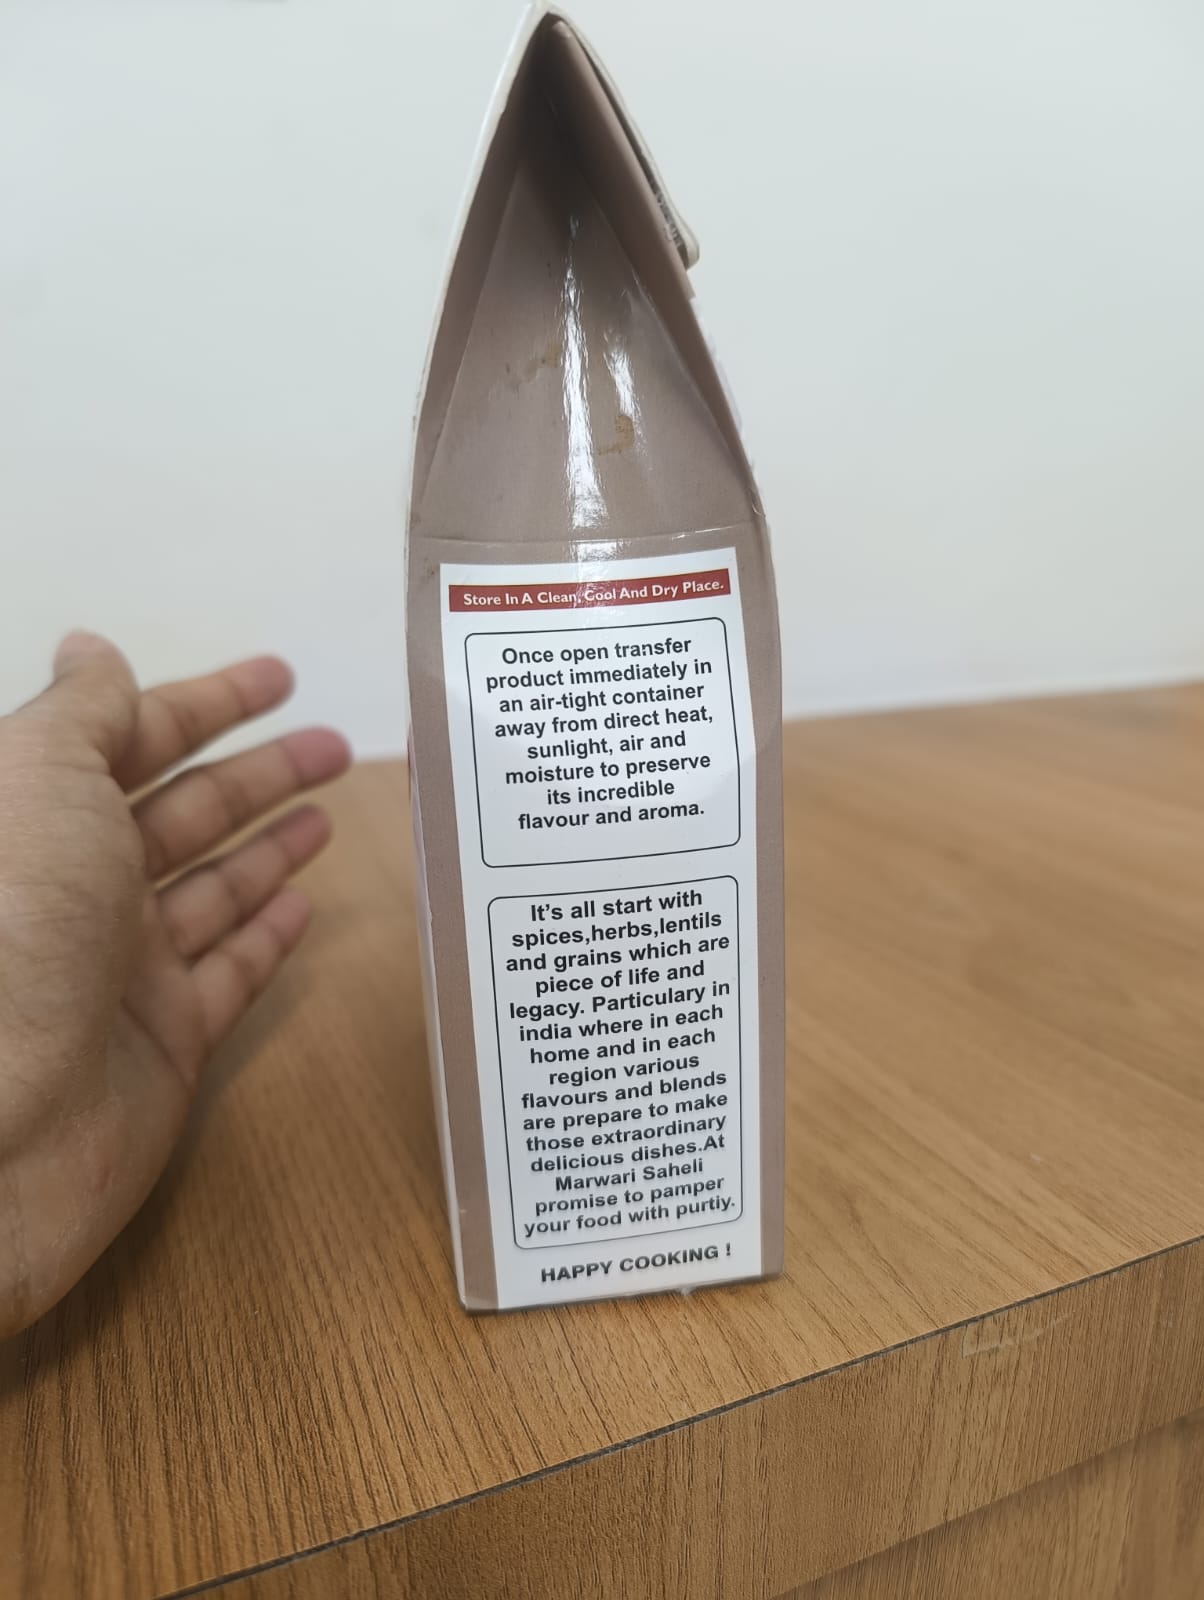 Store In A Clean, Cool And Dry Place.
Once open transfer
product immediately in
an air-tight container
away from direct heat,
sunlight, air and
moisture to preserve
its incredible
flavour and aroma.
It's all start with
spices,herbs,lentils
and grains which are
piece of life and
legacy. Particulary in
india where in each
home and in each
region various
flavours and blends
are prepare to make
those extraordinary
delicious dishes.At
Marwari Saheli
promise to pamper
your food with purtiy.
HAPPY COOKING !